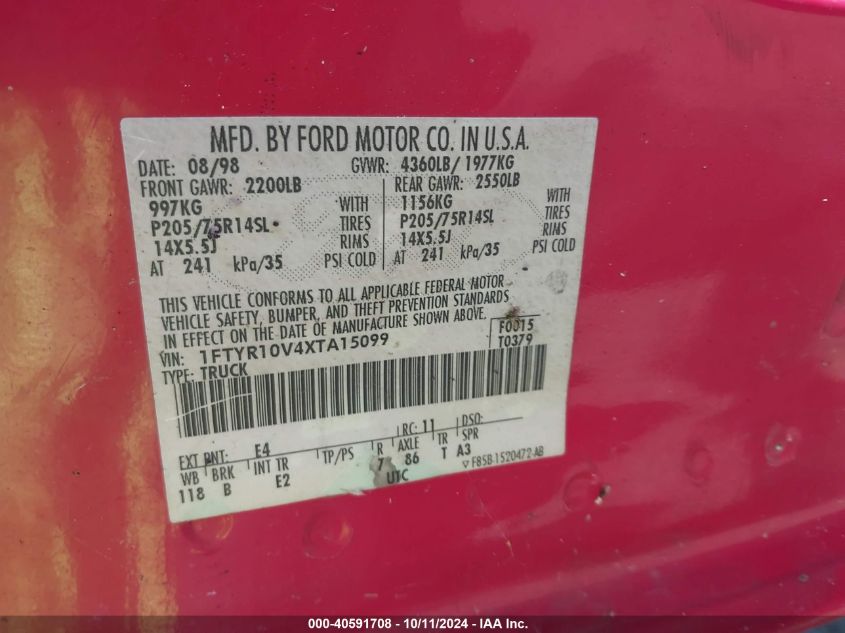 MFD. BY FORD MOTOR CO. IN U.S.A.
DATE: 08/98 GVWR: 4360LB/ 1977KG
FRONT GAWR: 2200LB REAR GAWR: 2550LB
997KG WITH 1156KG WITH
P205/75R14SL TIRES P205/75R14SL TIRES
14X5.5J RIMS 14X5.5J RIMS
AT 241 kPa/35 PSI COLD AT 241 kPa/35 PSI COLD
THIS VEHICLE CONFORMS TO ALL APPLICABLE FEDERAL MOTOR
VEHICLE SAFETY, BUMPER, AND THEFT PREVENTION STANDARDS
IN EFFECT ON THE DATE OF MANUFACTURE SHOWN ABOVE.
VIN: 1FTYR10V4XTA15099 F0015
TYPE: TRUCK T0379
EXT PNT: E4 RC: 11 DSO:
WB BRK INT TR TP/PS R AXLE TR SPR
118 B E2 7 86 T A3
UTC ▽ F85B-1520472-AB
000-40591708 - 10/11/2024 - IAA Inc.